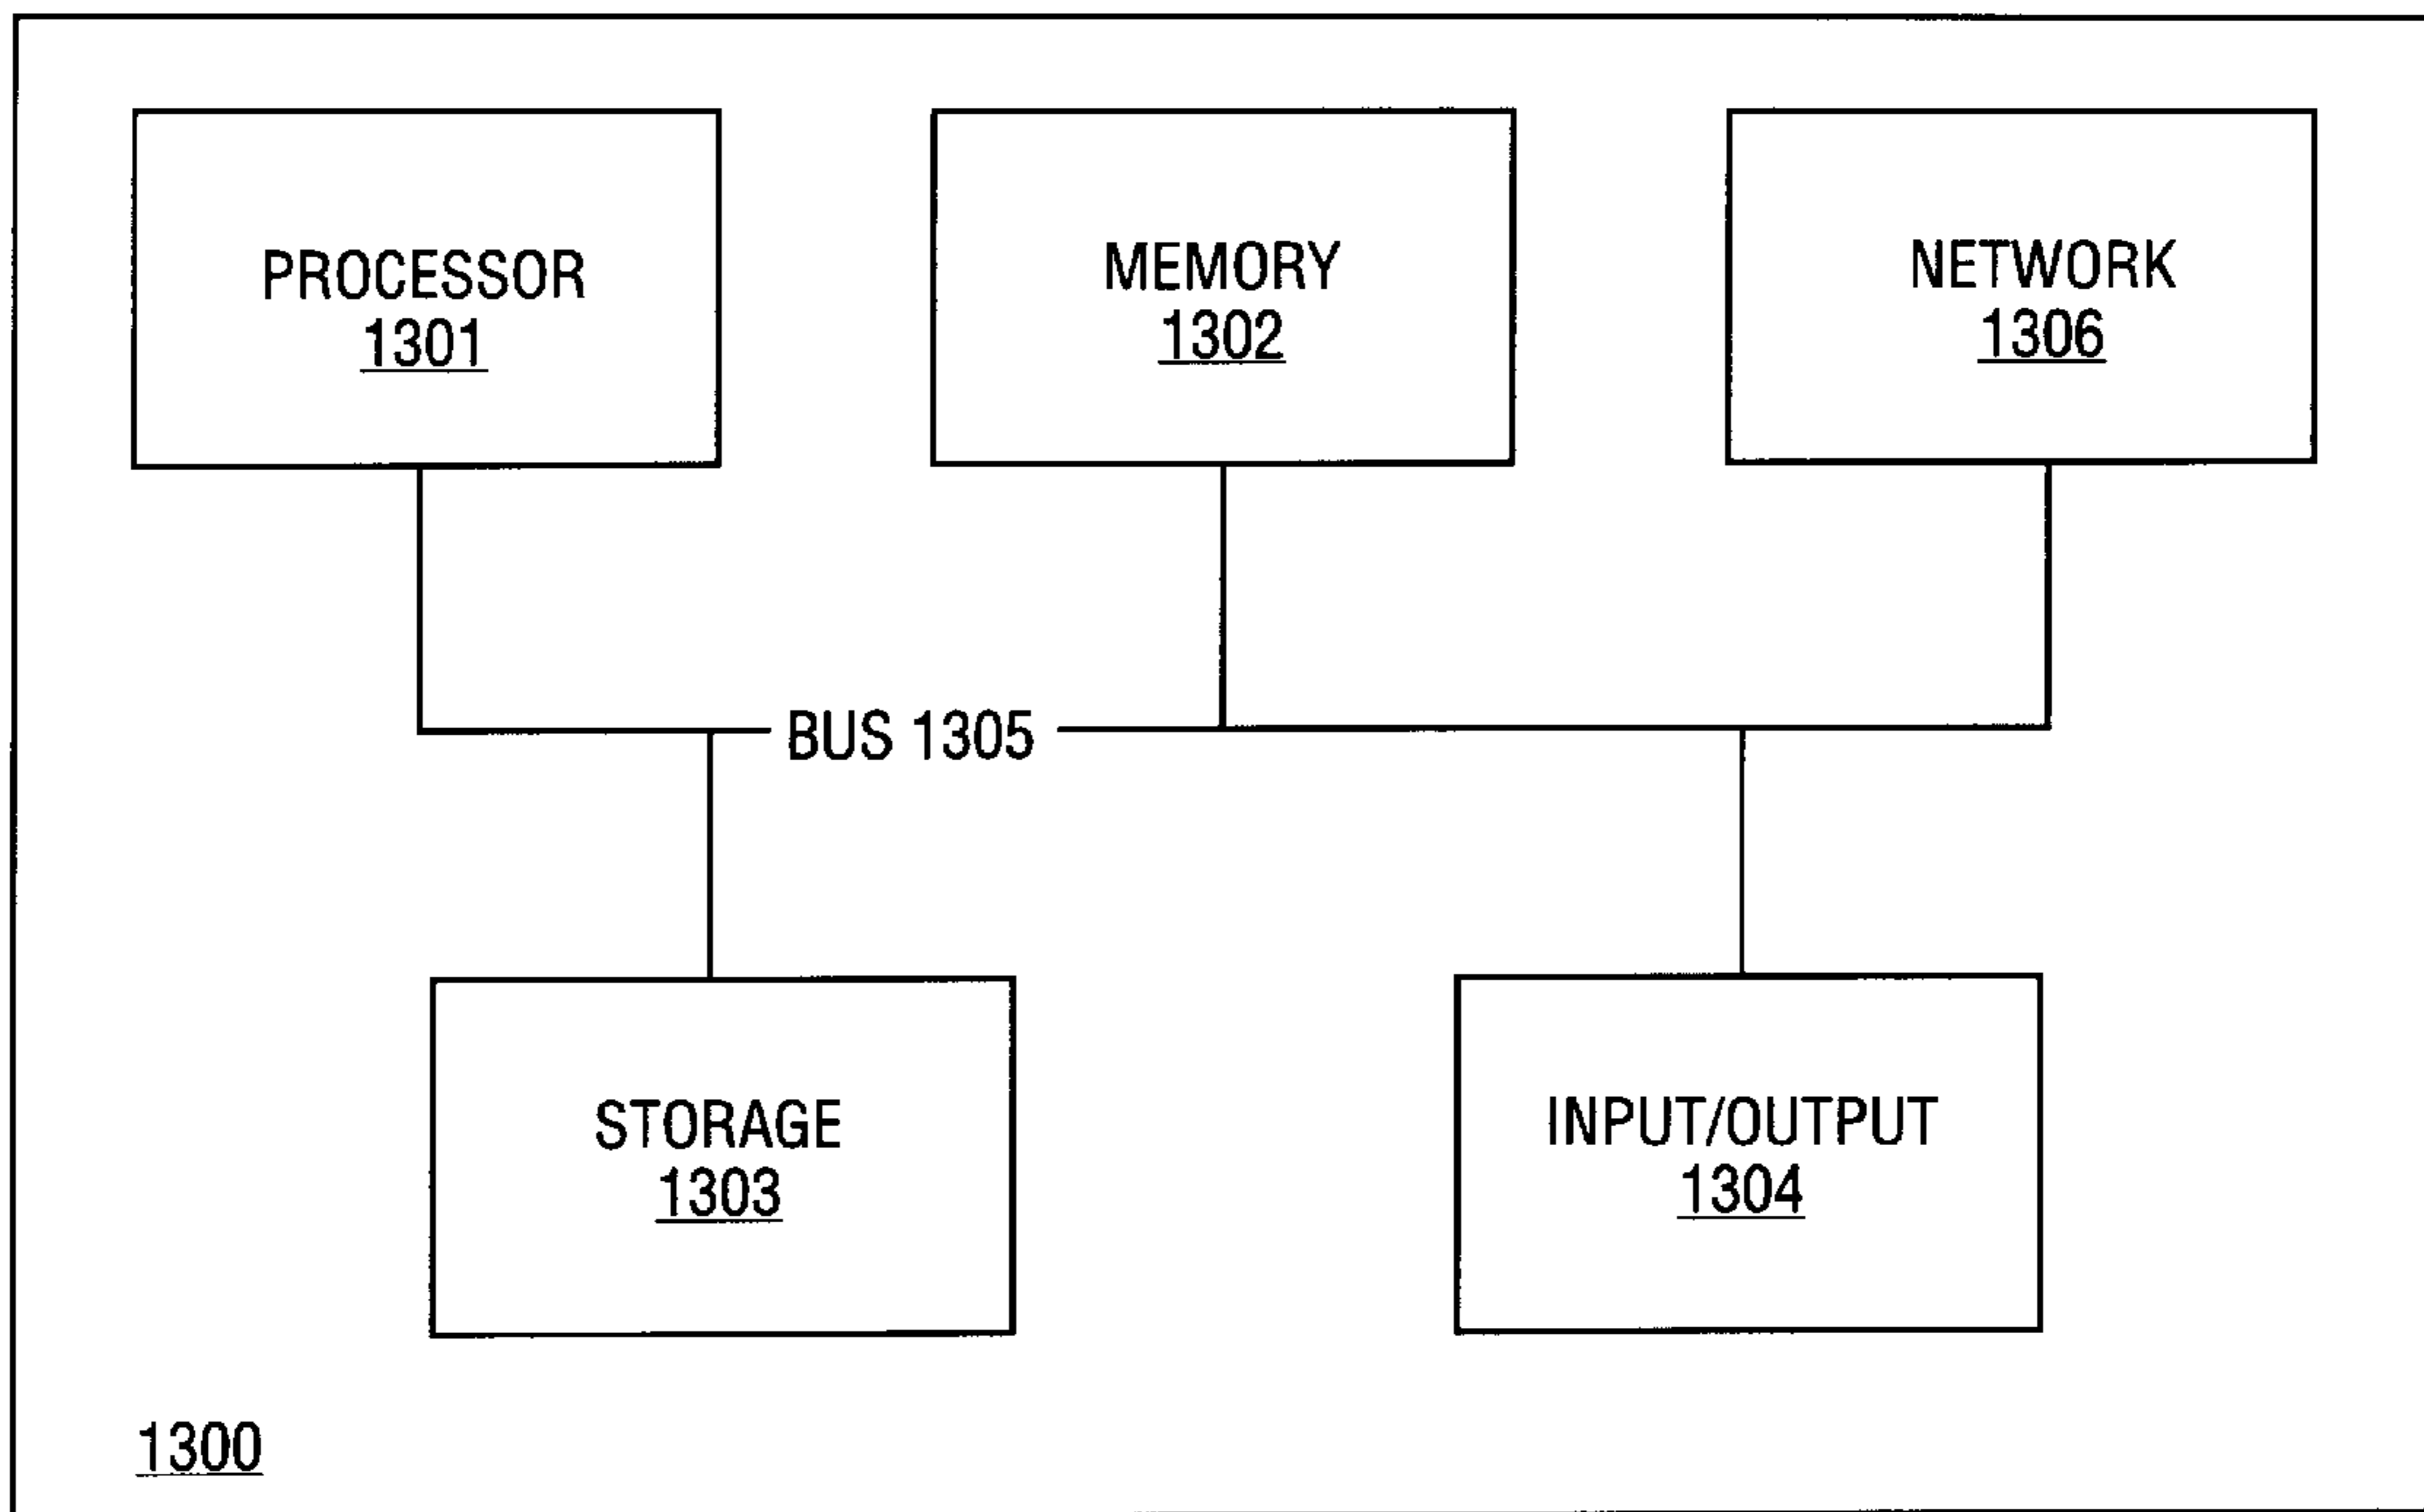 PROCESSOR
1301
MEMORY
1302
NETWORK
1306
BUS 1305
STORAGE
1303
INPUT/OUTPUT
1304
1300